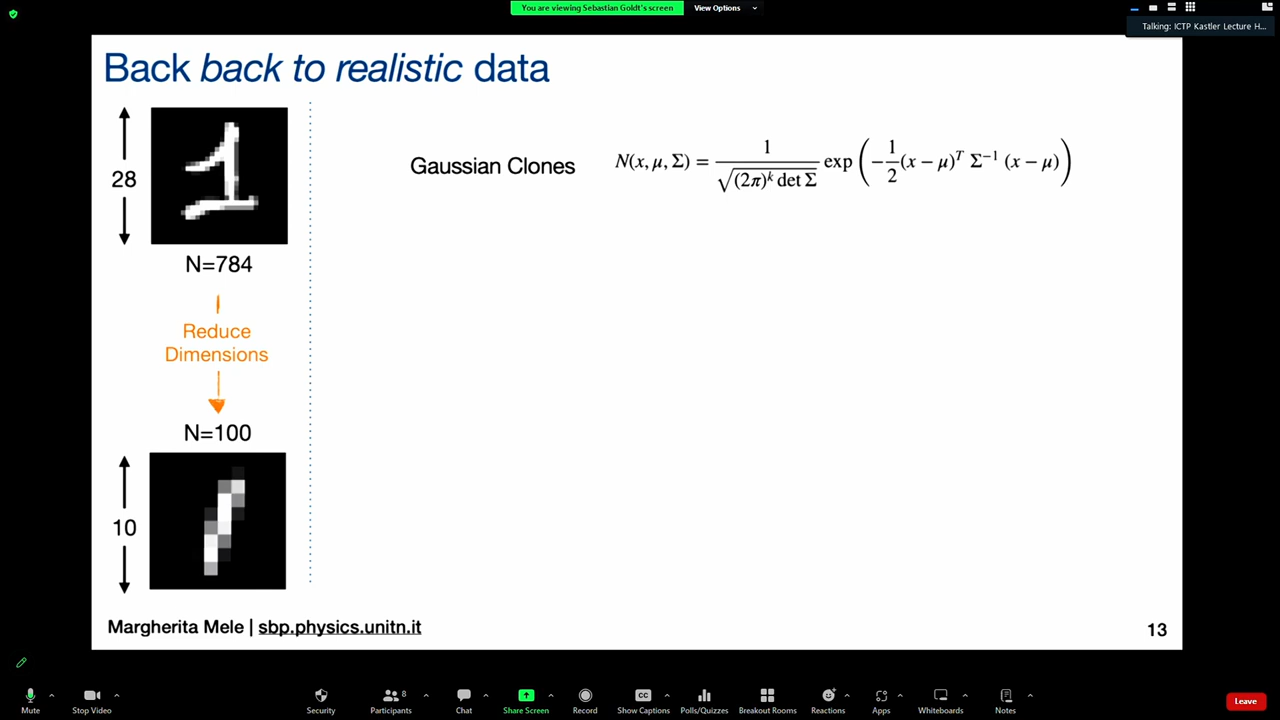 You are viewing Sebastian Goldt's screen
View Options
Talking: ICTP Kastler Lecture H...
Back back to realistic data
28
N=784
Reduce
Dimensions
N=100
10
Gaussian Clones
N(x, μ, Σ) = 1 / √((2π)^k det Σ) exp (−1/2 (x − μ)^T Σ^−1 (x − μ))
Margherita Mele | sbp.physics.unitn.it
13
Mute
Stop Video
Security
Participants
8
Chat
Share Screen
Record
CC
Show Captions
Polls/Quizzes
Breakout Rooms
Reactions
Apps
Whiteboards
Notes
Leave